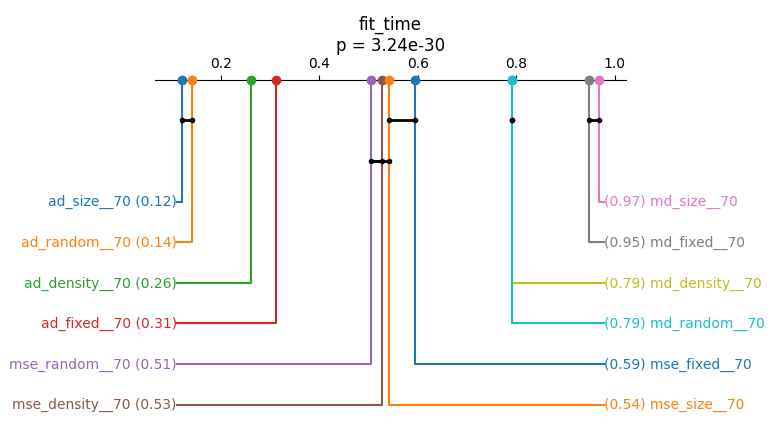 fit_time
p = 3.24e-30
0.2 0.4 0.6 0.8 1.0
ad_size__70 (0.12) (0.97) md_size__70
ad_random__70 (0.14) (0.95) md_fixed__70
ad_density__70 (0.26) (0.79) md_density__70
ad_fixed__70 (0.31) (0.79) md_random__70
mse_random__70 (0.51) (0.59) mse_fixed__70
mse_density__70 (0.53) (0.54) mse_size__70